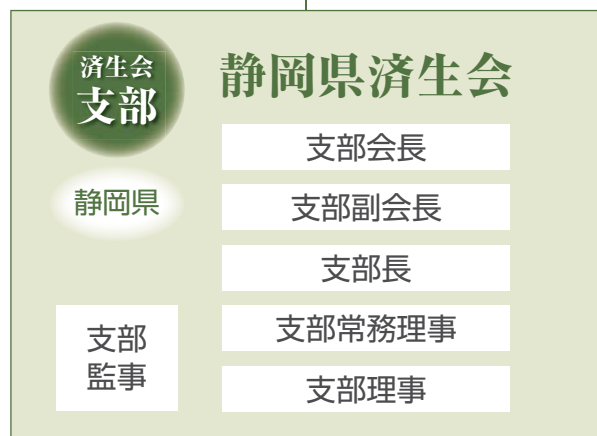 済生会
支部
静岡県済生会
静岡県
支部会長
支部副会長
支部長
支部常務理事
支部理事
支部
監事